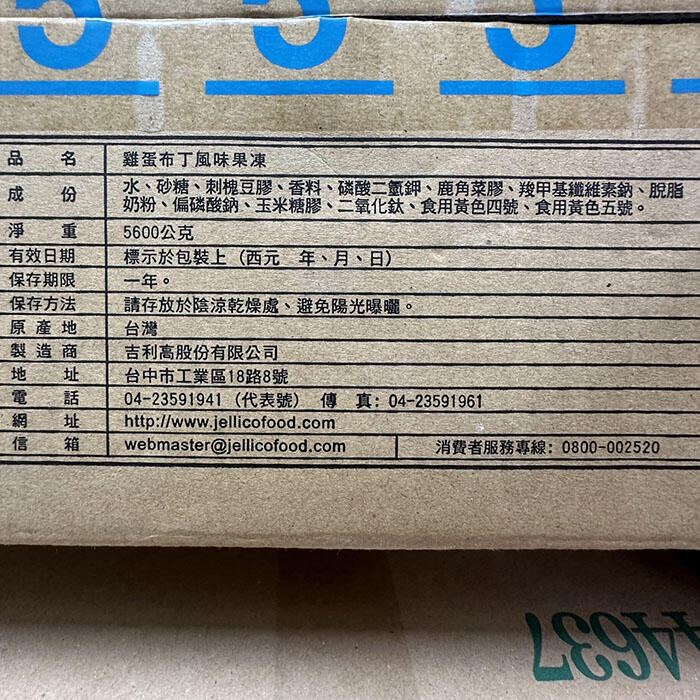 5 5 5
品名 雞蛋布丁風味果凍
成份 水、砂糖、刺槐豆膠、香料、磷酸二氫鉀、鹿角菜膠、羧甲基纖維素鈉、脫脂
奶粉、偏磷酸鈉、玉米糖膠、二氧化鈦、食用黃色四號、食用黃色五號。
淨重 5600公克
有效日期 標示於包裝上(西元 年、月、日)
保存期限 一年。
保存方法 請存放於陰涼乾燥處、避免陽光曝曬。
原產地 台灣
製造商 吉利高股份有限公司
地址 台中市工業區18路8號
電話 04-23591941 (代表號) 傳 真: 04-23591961
網址 http://www.jellicofood.com
信箱 webmaster@jellicofood.com 消費者服務專線: 0800-002520
4637